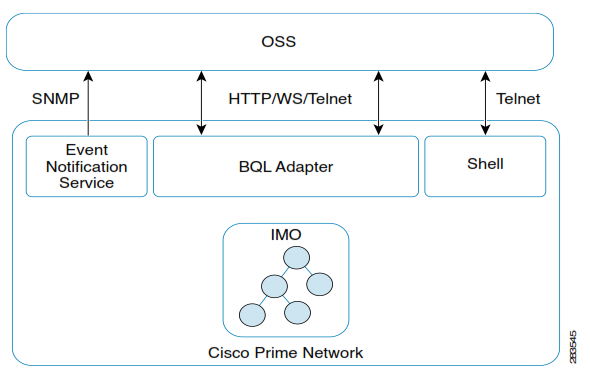 OSS
SNMP
HTTP/WS/Telnet
Telnet
Event
Notification
Service
BQL Adapter
Shell
IMO
Cisco Prime Network
283545